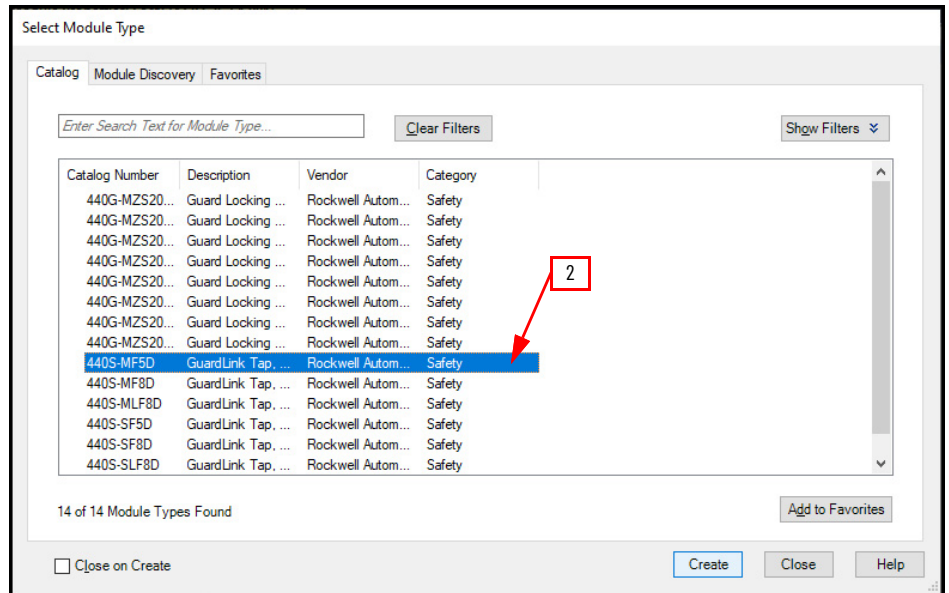 Select Module Type
Catalog Module Discovery Favorites
Enter Search Text for Module Type... Clear Filters Show Filters
Catalog Number Description Vendor Category
440G-MZS20... Guard Locking ... Rockwell Autom... Safety
440G-MZS20... Guard Locking ... Rockwell Autom... Safety
440G-MZS20... Guard Locking ... Rockwell Autom... Safety
440G-MZS20... Guard Locking ... Rockwell Autom... Safety
440G-MZS20... Guard Locking ... Rockwell Autom... Safety
440G-MZS20... Guard Locking ... Rockwell Autom... Safety
440G-MZS20... Guard Locking ... Rockwell Autom... Safety
440G-MZS20... Guard Locking ... Rockwell Autom... Safety
2
440S-MF5D GuardLink Tap, ... Rockwell Autom... Safety
440S-MF8D GuardLink Tap, ... Rockwell Autom... Safety
440S-MLF8D GuardLink Tap, ... Rockwell Autom... Safety
440S-SF5D GuardLink Tap, ... Rockwell Autom... Safety
440S-SF8D GuardLink Tap, ... Rockwell Autom... Safety
440S-SLF8D GuardLink Tap, ... Rockwell Autom... Safety
14 of 14 Module Types Found Add to Favorites
Close on Create Create Close Help